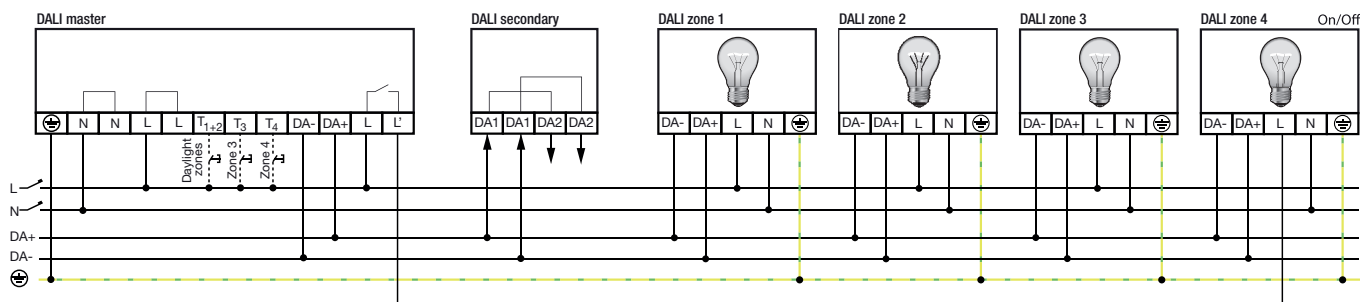 DALI master
DALI secondary
DALI zone 1
DALI zone 2
DALI zone 3
DALI zone 4
On/Off
N N L L T1+2 T3 T4 DA- DA+ L L'
DA1 DA1 DA2 DA2
DA- DA+ L N
DA- DA+ L N
DA- DA+ L N
DA- DA+ L N
Daylight
zones
Zone 3
Zone 4
L
N
DA+
DA-